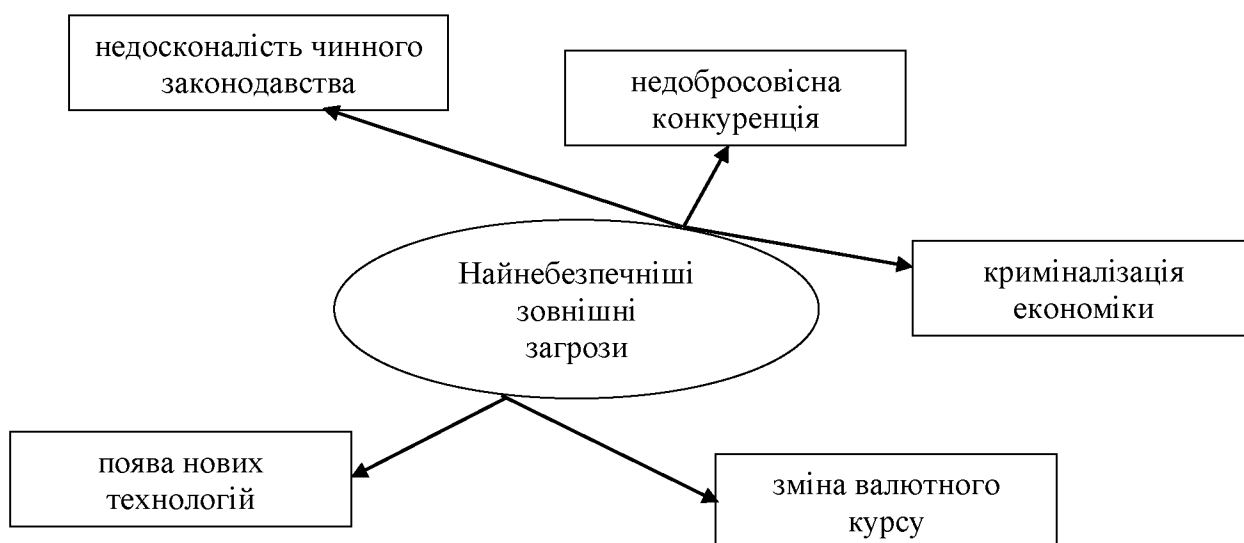 недосконалість чинного
законодавства
недобросовісна
конкуренція
Найнебезпечніші
зовнішні
загрози
криміналізація
економіки
поява нових
технологій
зміна валютного
курсу